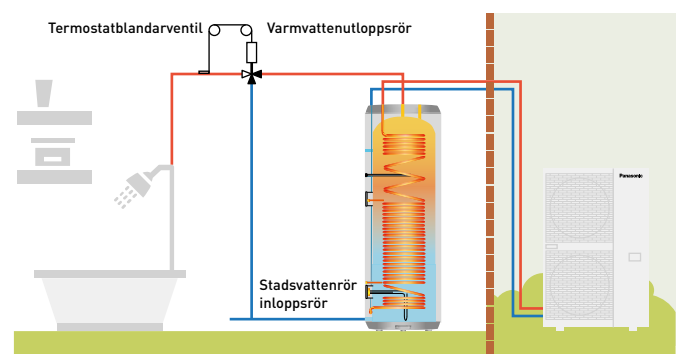 Termostatblandarventil
Varmvattenutloppsrör
Panasonic
Stadsvattenrör
inloppsrör